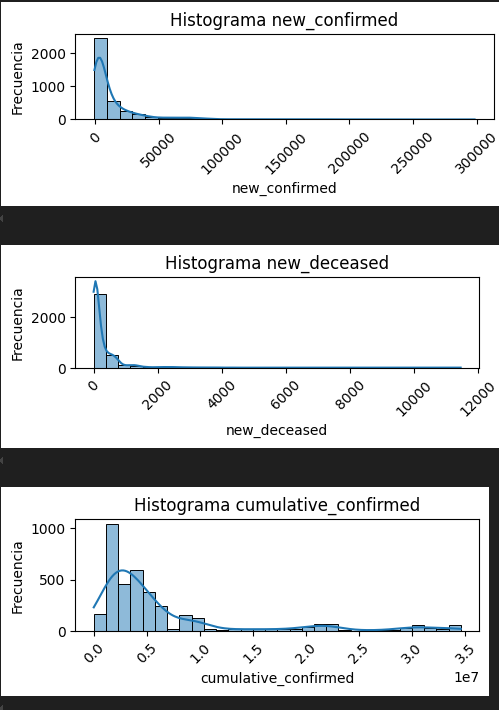 Histograma new_confirmed
2000
1000
0
Frecuencia
0 50000 100000 150000 200000 250000 300000
new_confirmed
Histograma new_deceased
2000
0
Frecuencia
0 2000 4000 6000 8000 10000 12000
new_deceased
Histograma cumulative_confirmed
1000
500
0
Frecuencia
0.0 0.5 1.0 1.5 2.0 2.5 3.0 3.5
1e7
cumulative_confirmed